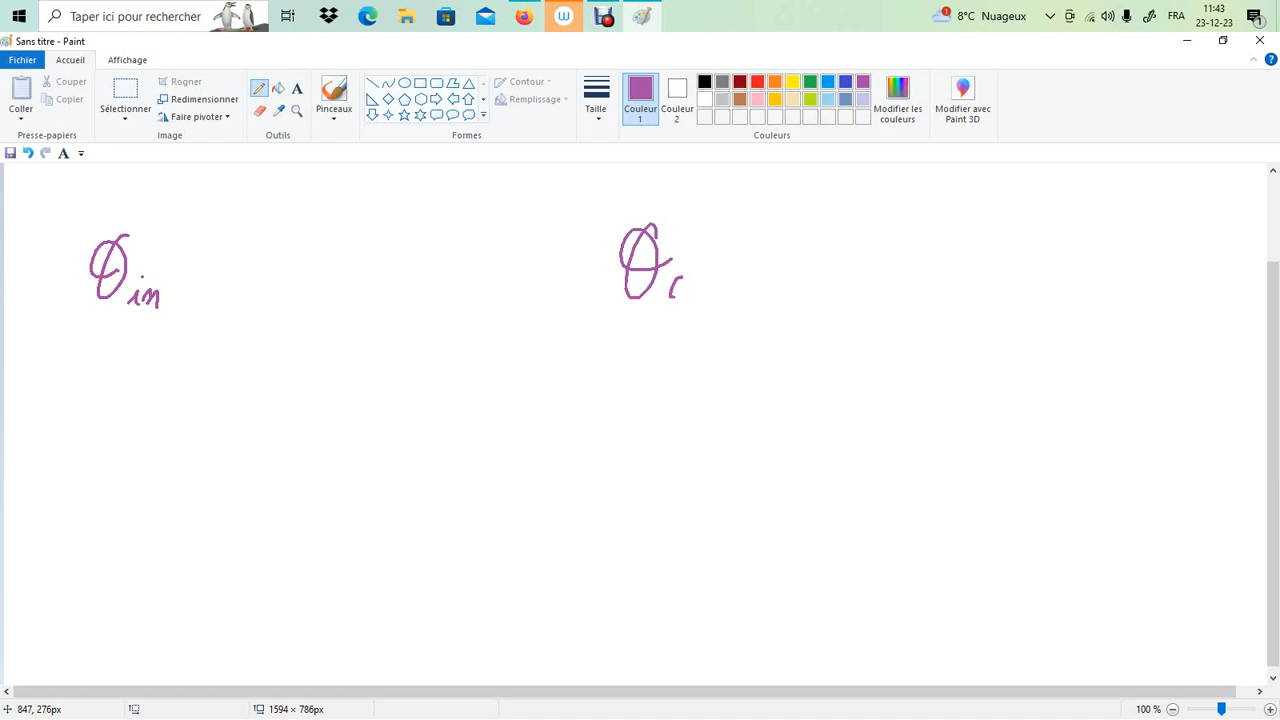 Taper ici pour rechercher
8°C Nuageux
FRA
11:43
23-12-23
1
Sans titre - Paint
Fichier
Accueil
Affichage
Coller
Couper
Copier
Presse-papiers
Sélectionner
Rogner
Redimensionner
Faire pivoter
Image
A
Outils
Pinceaux
Contour
Remplissage
Formes
Taille
Couleur 1
Couleur 2
Modifier les couleurs
Couleurs
Modifier avec Paint 3D
A
in
847, 276px
1594 × 786px
100 %